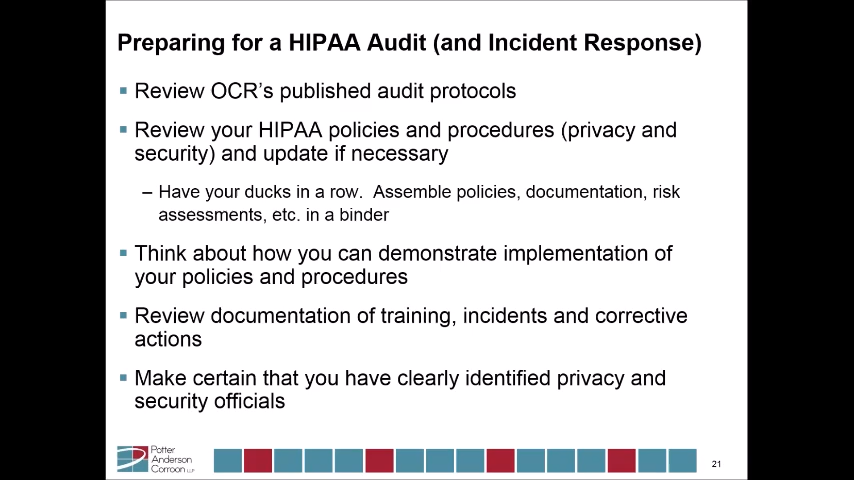 Preparing for a HIPAA Audit (and Incident Response)
Review OCR's published audit protocols
Review your HIPAA policies and procedures (privacy and
security) and update if necessary
– Have your ducks in a row.  Assemble policies, documentation, risk
assessments, etc. in a binder
Think about how you can demonstrate implementation of
your policies and procedures
Review documentation of training, incidents and corrective
actions
Make certain that you have clearly identified privacy and
security officials
Potter
Anderson
Corroon LLP
21